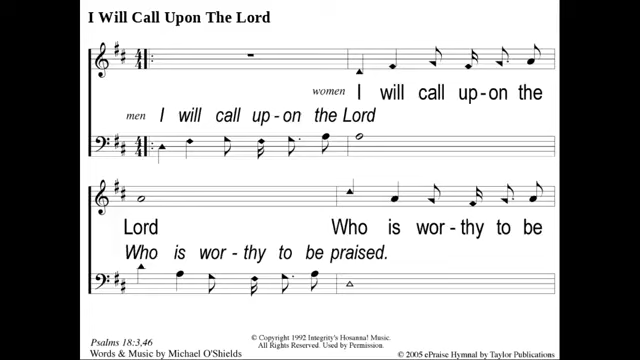 I Will Call Upon The Lord
women I will call up-on the
men I will call up-on the Lord
Lord Who is wor-thy to be
Who is wor-thy to be praised.
Psalms 18:3,46
Words & Music by Michael O'Shields
© Copyright 1992 Integrity's Hosanna! Music.
All Rights Reserved. Used by Permission.
© 2005 ePraise Hymnal by Taylor Publications